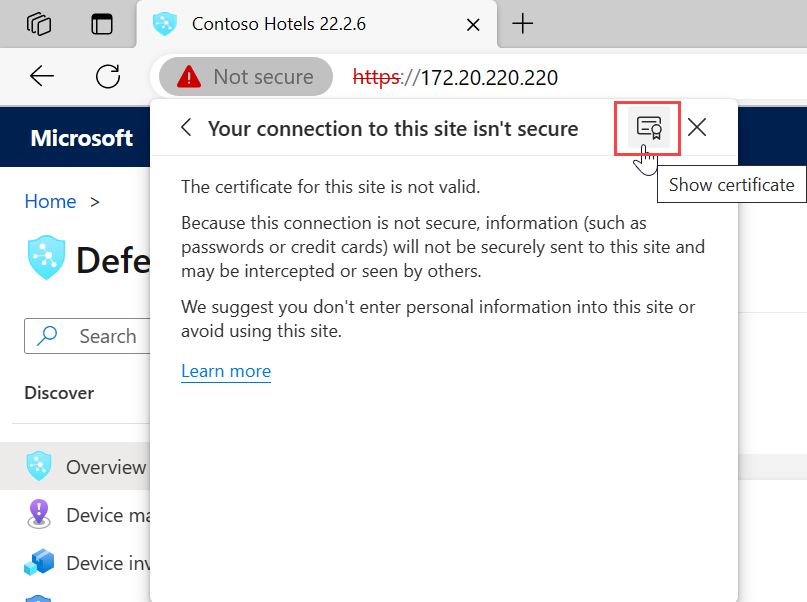 Contoso Hotels 22.2.6
Not secure
https://172.20.220.220
Microsoft
Your connection to this site isn't secure
Show certificate
The certificate for this site is not valid.
Because this connection is not secure, information (such as
passwords or credit cards) will not be securely sent to this site and
may be intercepted or seen by others.
We suggest you don't enter personal information into this site or
avoid using this site.
Learn more
Home >
Defe
Search
Discover
Overview
Device ma
Device inv